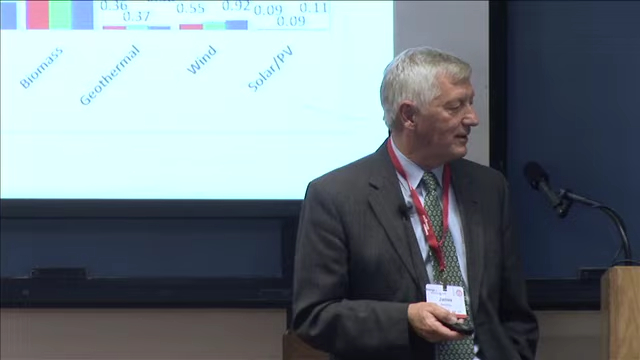 0.36
0.37
0.55
0.92
0.09
0.09
0.11
Biomass
Geothermal
Wind
Solar/PV